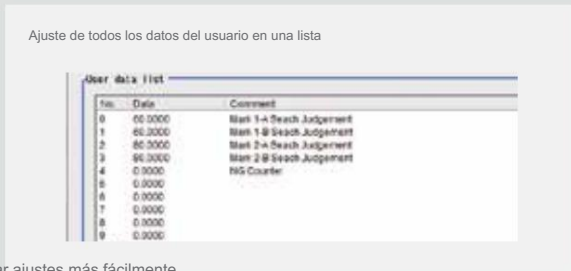 Ajuste de todos los datos del usuario en una lista
User data list
No. Data Comment
0 60.0000 Mark 1-A Seach Judgement
1 60.0000 Mark 1-B Seach Judgement
2 80.0000 Mark 2-A Seach Judgement
3 90.0000 Mark 2-B Seach Judgement
4 0.0000 NG Counter
5 0.0000
6 0.0000
7 0.0000
8 0.0000
9 0.0000
ajustes más fácilmente